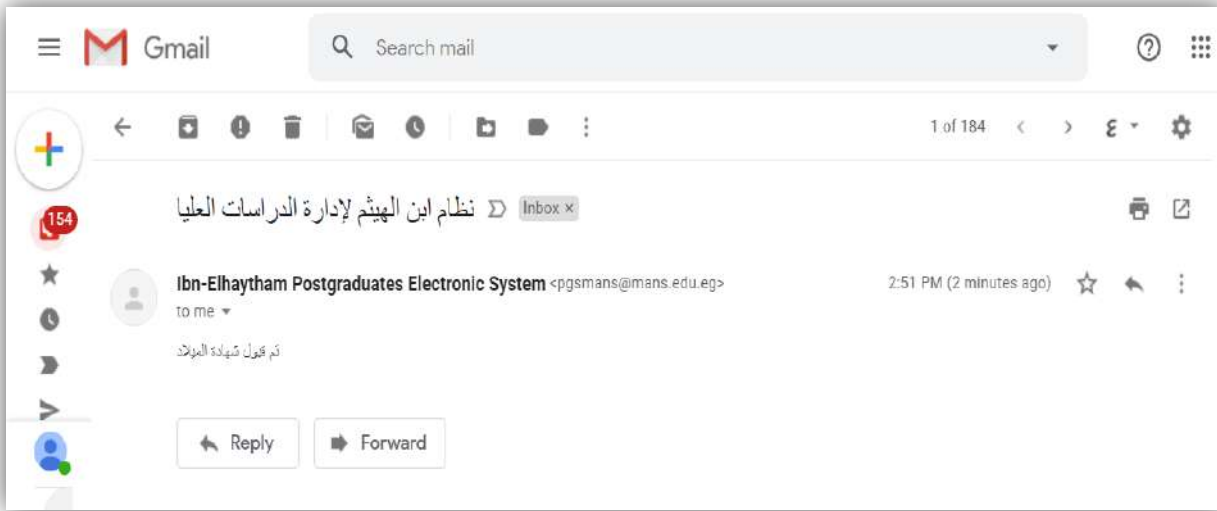 Gmail
Search mail
1 of 184
ع
نظام ابن الهيثم لإدارة الدراسات العليا Inbox ×
154
Ibn-Elhaytham Postgraduates Electronic System <pgsmans@mans.edu.eg> 2:51 PM (2 minutes ago)
to me
تم قبول شهادة الميلاد
Reply Forward